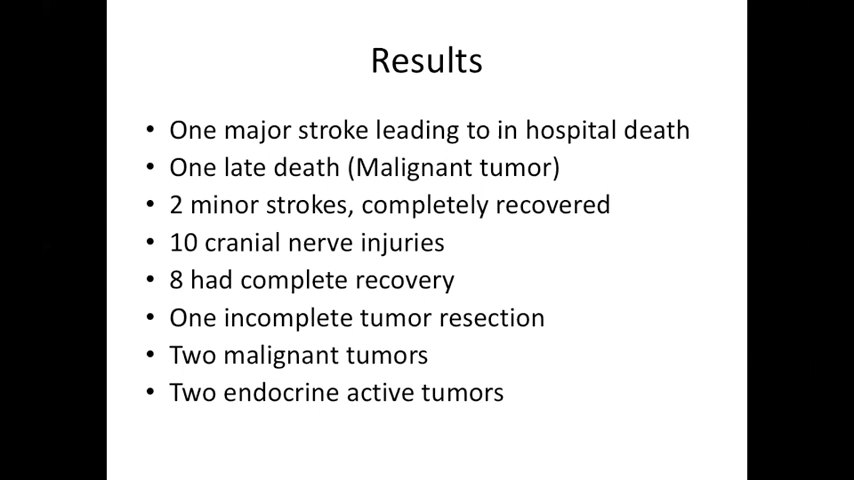 Results
• One major stroke leading to in hospital death
• One late death (Malignant tumor)
• 2 minor strokes, completely recovered
• 10 cranial nerve injuries
• 8 had complete recovery
• One incomplete tumor resection
• Two malignant tumors
• Two endocrine active tumors